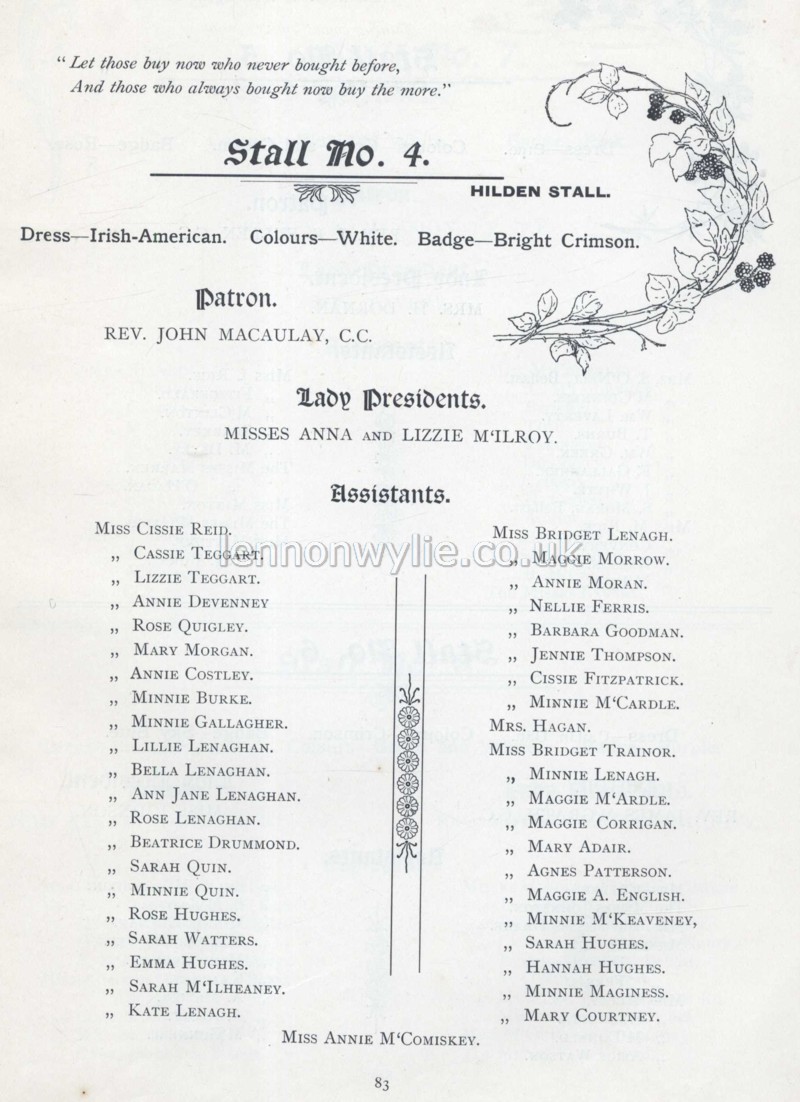 " Let those buy now who never bought before,
And those who always bought now buy the more."
Stall No. 4.
HILDEN STALL.
Dress—Irish-American. Colours—White. Badge—Bright Crimson.
Patron.
REV. JOHN MACAULAY, C.C.
Lady Presidents.
MISSES ANNA AND LIZZIE M‘ILROY.
Assistants.
MISS CISSIE REID.
„ CASSIE TEGGART.
„ LIZZIE TEGGART.
„ ANNIE DEVENNEY
„ ROSE QUIGLEY.
„ MARY MORGAN.
„ ANNIE COSTLEY.
„ MINNIE BURKE.
„ MINNIE GALLAGHER.
„ LILLIE LENAGHAN.
„ BELLA LENAGHAN.
„ ANN JANE LENAGHAN.
„ ROSE LENAGHAN.
„ BEATRICE DRUMMOND.
„ SARAH QUIN.
„ MINNIE QUIN.
„ ROSE HUGHES.
„ SARAH WATTERS.
„ EMMA HUGHES.
„ SARAH M‘ILHEANEY.
„ KATE LENAGH.
MISS BRIDGET LENAGH.
„ MAGGIE MORROW.
„ ANNIE MORAN.
„ NELLIE FERRIS.
„ BARBARA GOODMAN.
„ JENNIE THOMPSON.
„ CISSIE FITZPATRICK.
„ MINNIE M‘CARDLE.
MRS. HAGAN.
MISS BRIDGET TRAINOR.
„ MINNIE LENAGH.
„ MAGGIE M‘ARDLE.
„ MAGGIE CORRIGAN.
„ MARY ADAIR.
„ AGNES PATTERSON.
„ MAGGIE A. ENGLISH.
„ MINNIE M‘KEAVENEY,
„ SARAH HUGHES.
„ HANNAH HUGHES.
„ MINNIE MAGINESS.
„ MARY COURTNEY.
MISS ANNIE M‘COMISKEY.
83
lennonwylie.co.uk